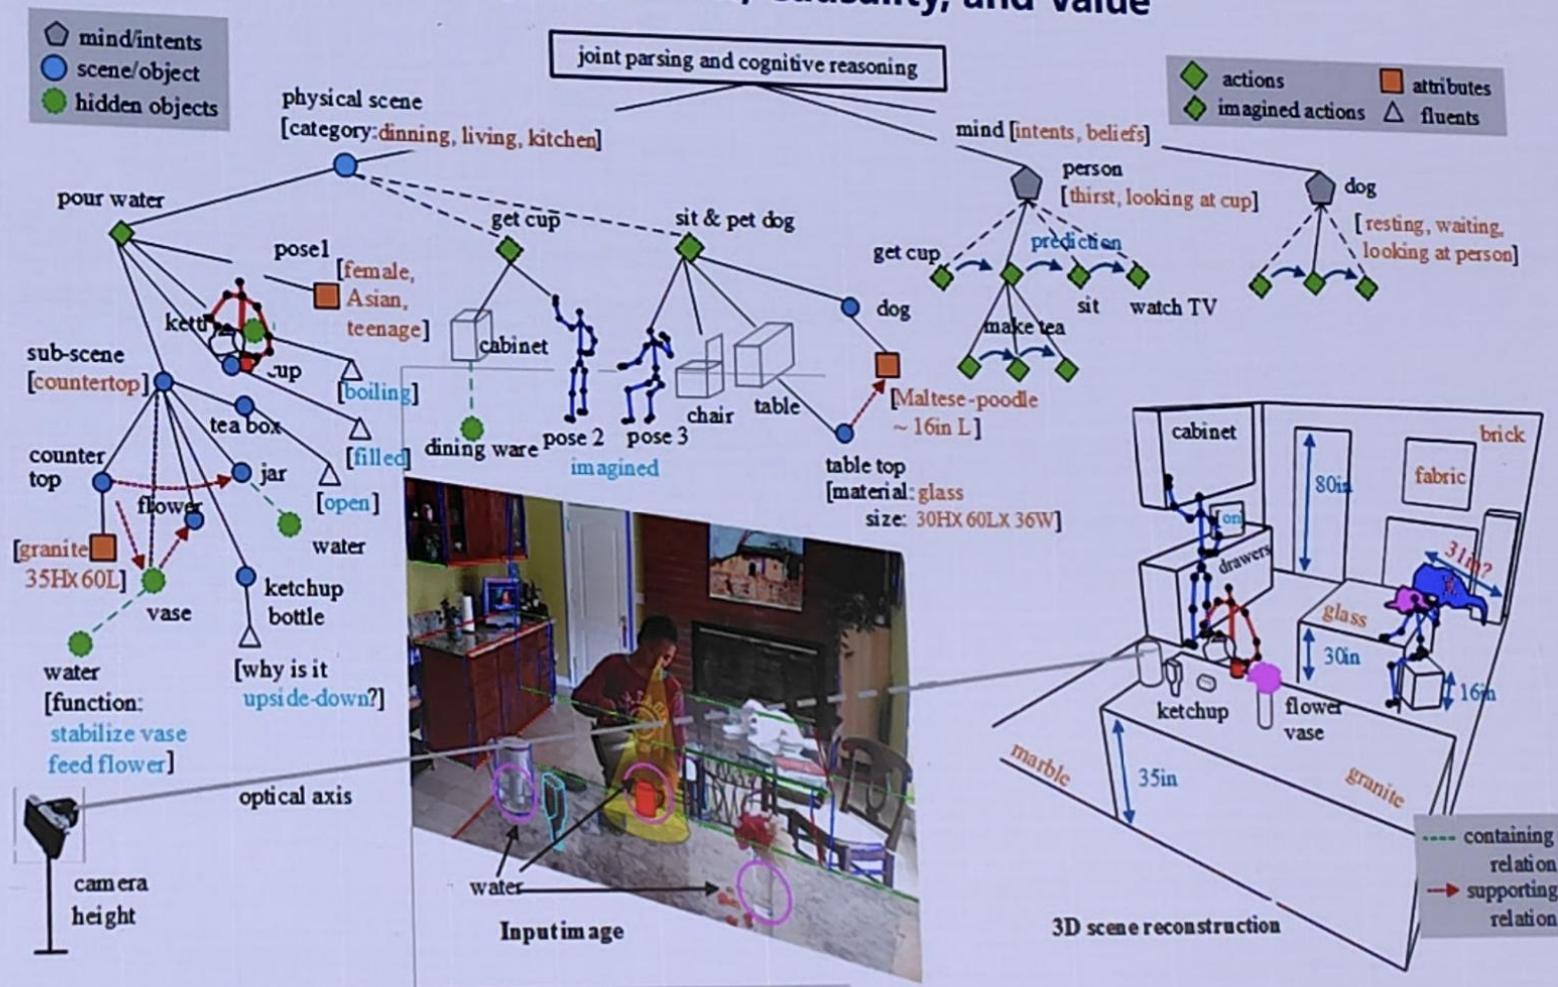 Causality, and Value
mind/intents
scene/object
hidden objects
joint parsing and cognitive reasoning
actions
attributes
imagined actions
fluents
physical scene
[category:dinning, living, kitchen]
mind [intents, beliefs]
person
[thirst, looking at cup]
dog
[resting, waiting,
looking at person]
pour water
get cup
sit & pet dog
get cup
prediction
sit
watch TV
make tea
pose1
[female,
Asian,
teenage]
sub-scene
[countertop]
cup
[boiling]
tea box
[filled]
cabinet
dining ware
pose 2
pose 3
imagined
chair
table
dog
[Maltese-poodle
~ 16in L]
table top
[material: glass
size: 30HX 60LX 36W]
counter
top
flower
jar
[open]
water
[granite
35HX 60L]
vase
ketchup
bottle
water
[function:
stabilize vase
feed flower]
[why is it
upside-down?]
optical axis
camera
height
water
Input image
cabinet
brick
80in
fabric
[on]
drawers
31in?
glass
30in
16in
ketchup
flower
vase
marble
35in
granite
3D scene reconstruction
containing
relation
supporting
relation